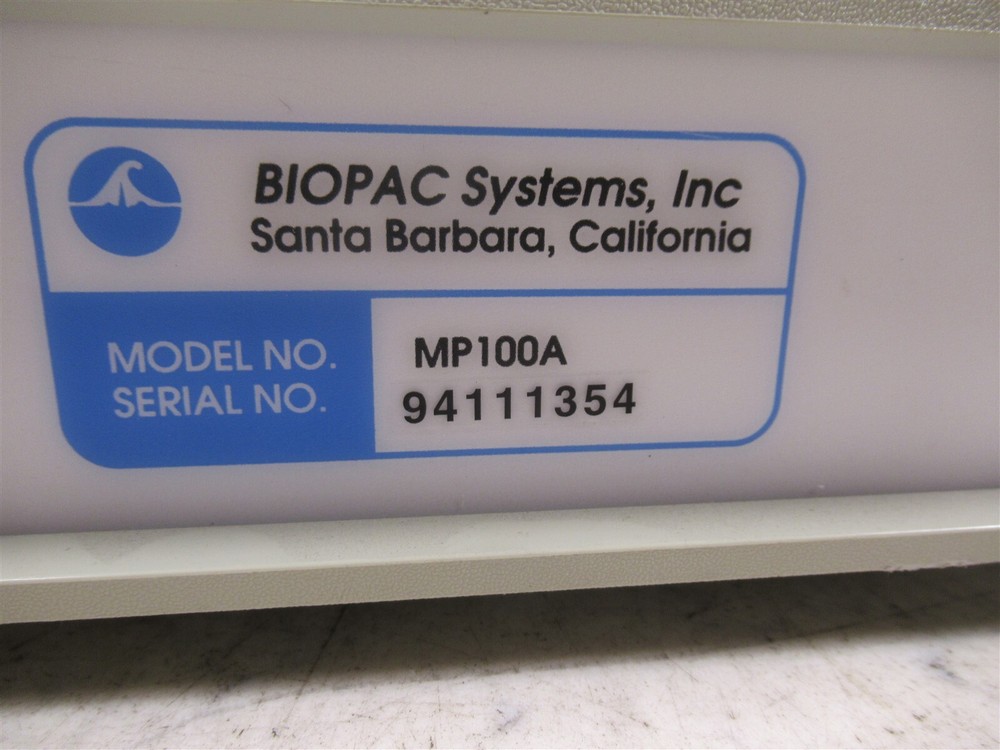 BIOPAC Systems, Inc
Santa Barbara, California
MODEL NO. MP100A
SERIAL NO. 94111354